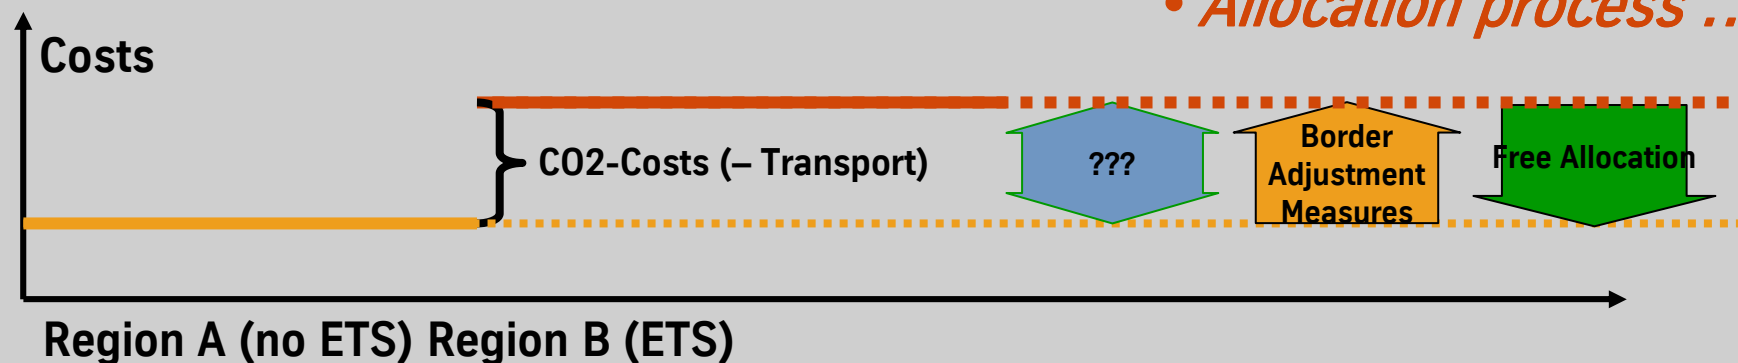 • Allocation process ..
Costs
CO2-Costs (– Transport)
???
Border
Adjustment
Measures
Free Allocation
Region A (no ETS) Region B (ETS)